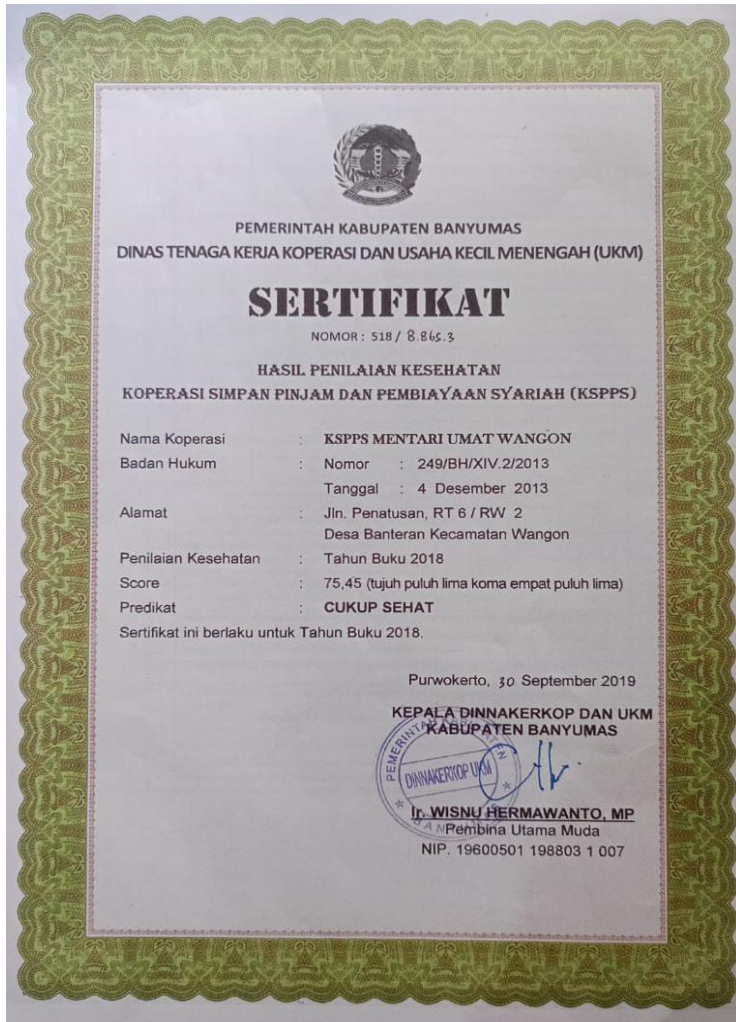 PEMERINTAH KABUPATEN BANYUMAS
DINAS TENAGA KERJA KOPERASI DAN USAHA KECIL MENENGAH (UKM)
SERTIFIKAT
NOMOR : 518 / 8.865.3
HASIL PENILAIAN KESEHATAN
KOPERASI SIMPAN PINJAM DAN PEMBIAYAAN SYARIAH (KSPPS)
Nama Koperasi : KSPPS MENTARI UMAT WANGON
Badan Hukum : Nomor : 249/BH/XIV.2/2013
Tanggal : 4 Desember 2013
Alamat : Jln. Penatusan, RT 6 / RW 2
Desa Banteran Kecamatan Wangon
Penilaian Kesehatan : Tahun Buku 2018
Score : 75,45 (tujuh puluh lima koma empat puluh lima)
Predikat : CUKUP SEHAT
Sertifikat ini berlaku untuk Tahun Buku 2018.
Purwokerto, 30 September 2019
KEPALA DINNAKERKOP DAN UKM
KABUPATEN BANYUMAS
PEMERINTAH KABUPATEN
DINNAKERKOP UKM
BANYUMAS
Ir. WISNU HERMAWANTO, MP
Pembina Utama Muda
NIP. 19600501 198803 1 007